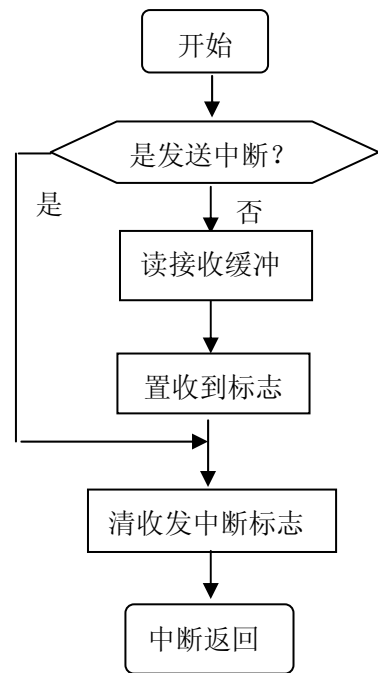 开始
是发送中断？
是
否
读接收缓冲
置收到标志
清收发中断标志
中断返回